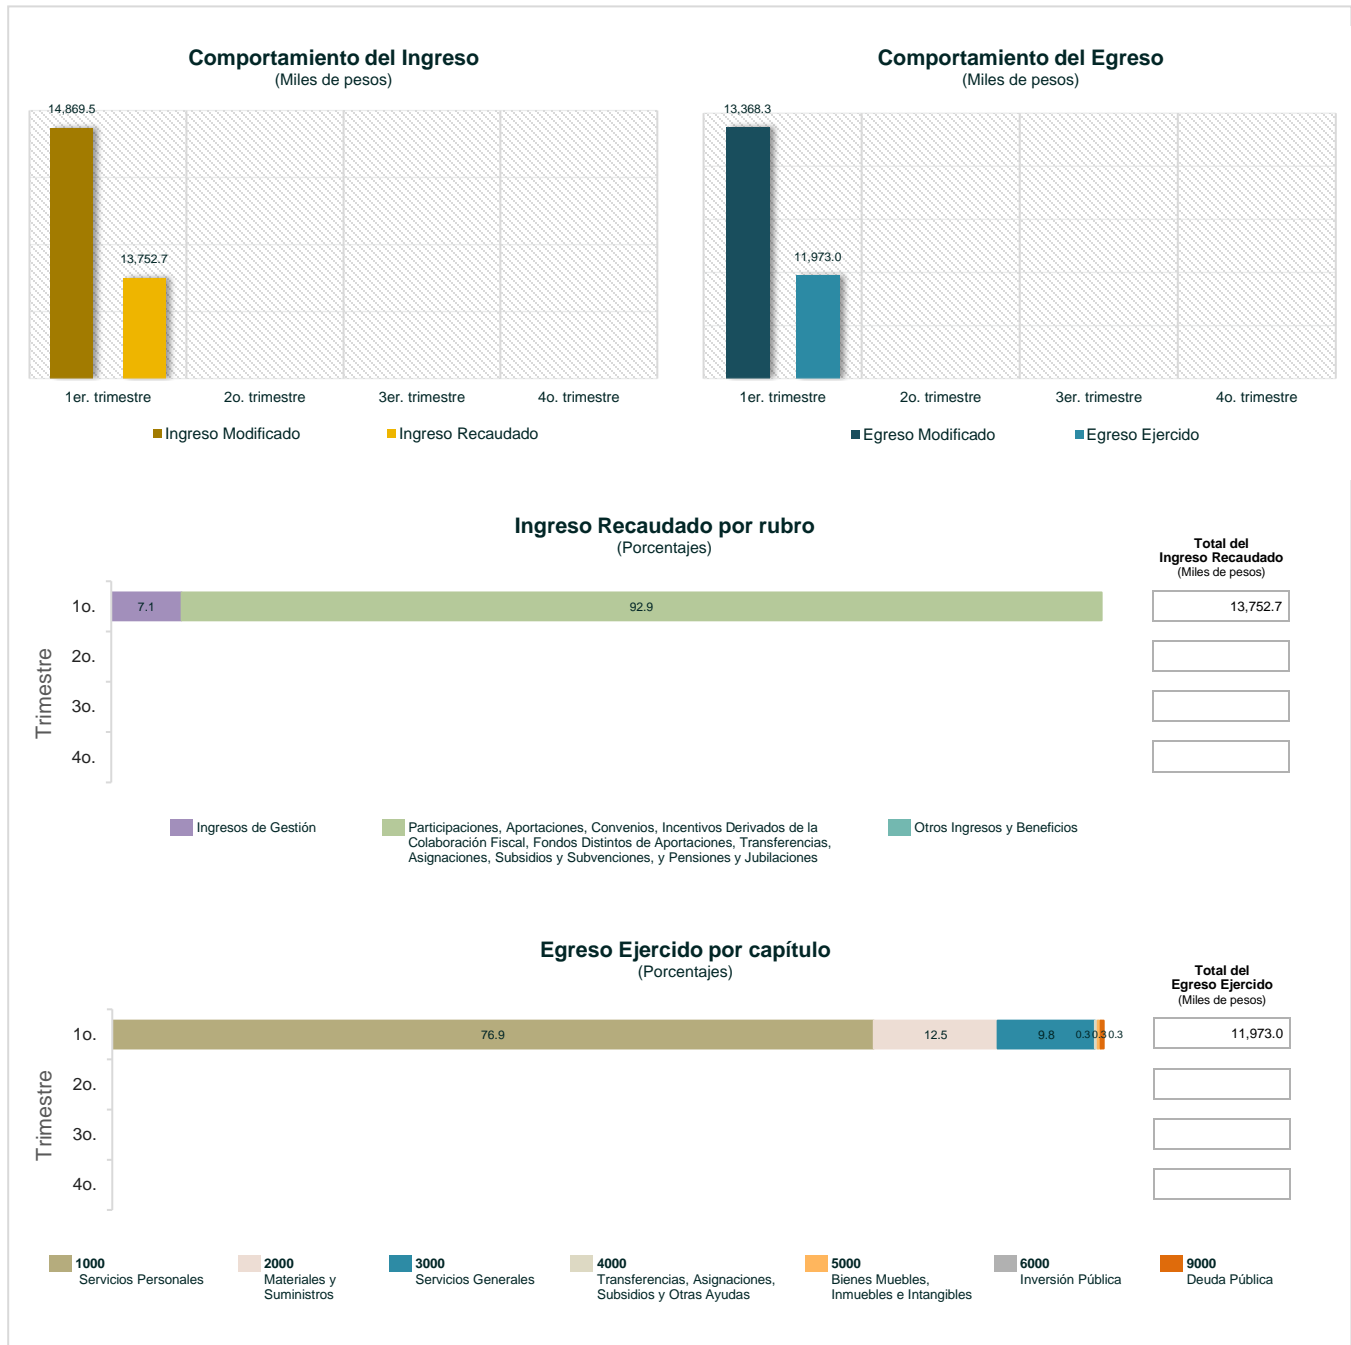 Comportamiento del Ingreso
(Miles de pesos)
14,869.5
13,752.7
1er. trimestre 2o. trimestre 3er. trimestre 4o. trimestre
Ingreso Modificado Ingreso Recaudado
Comportamiento del Egreso
(Miles de pesos)
13,368.3
11,973.0
1er. trimestre 2o. trimestre 3er. trimestre 4o. trimestre
Egreso Modificado Egreso Ejercido
Ingreso Recaudado por rubro
(Porcentajes)
Total del
Ingreso Recaudado
(Miles de pesos)
Trimestre
1o. 7.1 92.9 13,752.7
2o.
3o.
4o.
Ingresos de Gestión
Participaciones, Aportaciones, Convenios, Incentivos Derivados de la
Colaboración Fiscal, Fondos Distintos de Aportaciones, Transferencias,
Asignaciones, Subsidios y Subvenciones, y Pensiones y Jubilaciones
Otros Ingresos y Beneficios
Egreso Ejercido por capítulo
(Porcentajes)
Total del
Egreso Ejercido
(Miles de pesos)
Trimestre
1o. 76.9 12.5 9.8 0.3 0.3 0.3 11,973.0
2o.
3o.
4o.
1000
Servicios Personales
2000
Materiales y
Suministros
3000
Servicios Generales
4000
Transferencias, Asignaciones,
Subsidios y Otras Ayudas
5000
Bienes Muebles,
Inmuebles e Intangibles
6000
Inversión Pública
9000
Deuda Pública